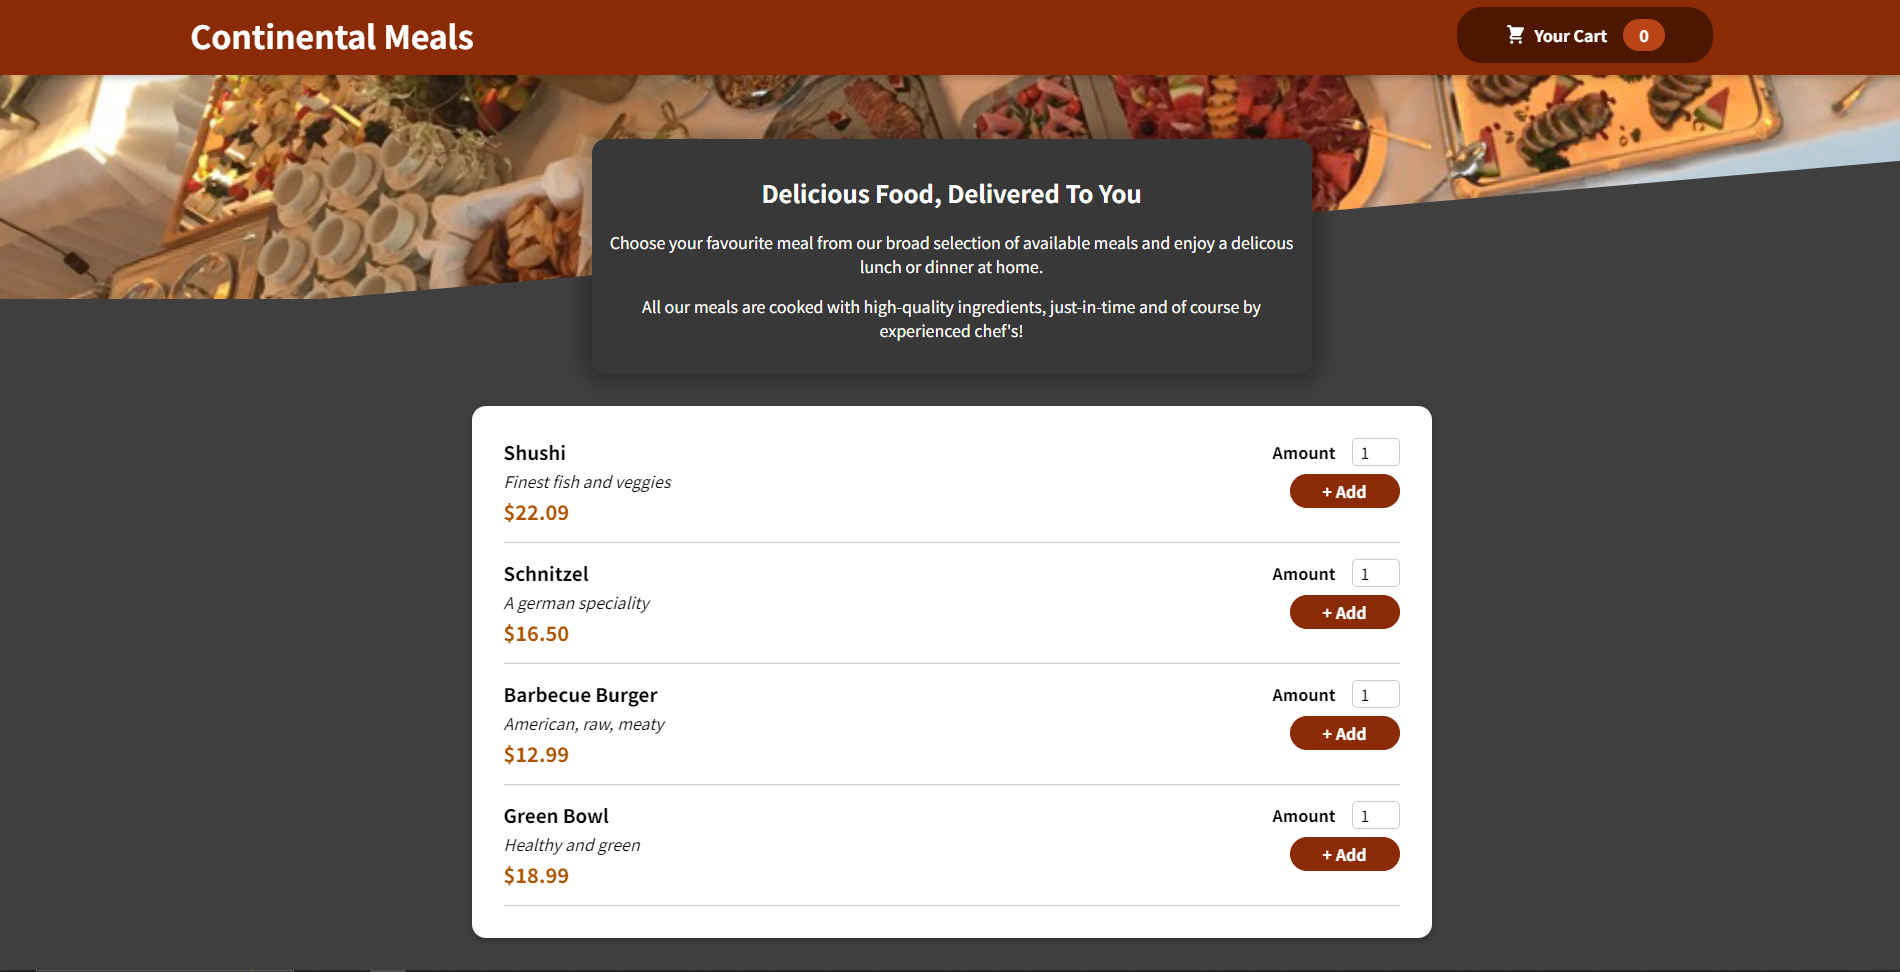 Continental Meals
Your Cart 0
Delicious Food, Delivered To You
Choose your favourite meal from our broad selection of available meals and enjoy a delicous
lunch or dinner at home.
All our meals are cooked with high-quality ingredients, just-in-time and of course by
experienced chef's!
Shushi
Amount 1
Finest fish and veggies
+ Add
$22.09
Schnitzel
Amount 1
A german speciality
+ Add
$16.50
Barbecue Burger
Amount 1
American, raw, meaty
+ Add
$12.99
Green Bowl
Amount 1
Healthy and green
+ Add
$18.99